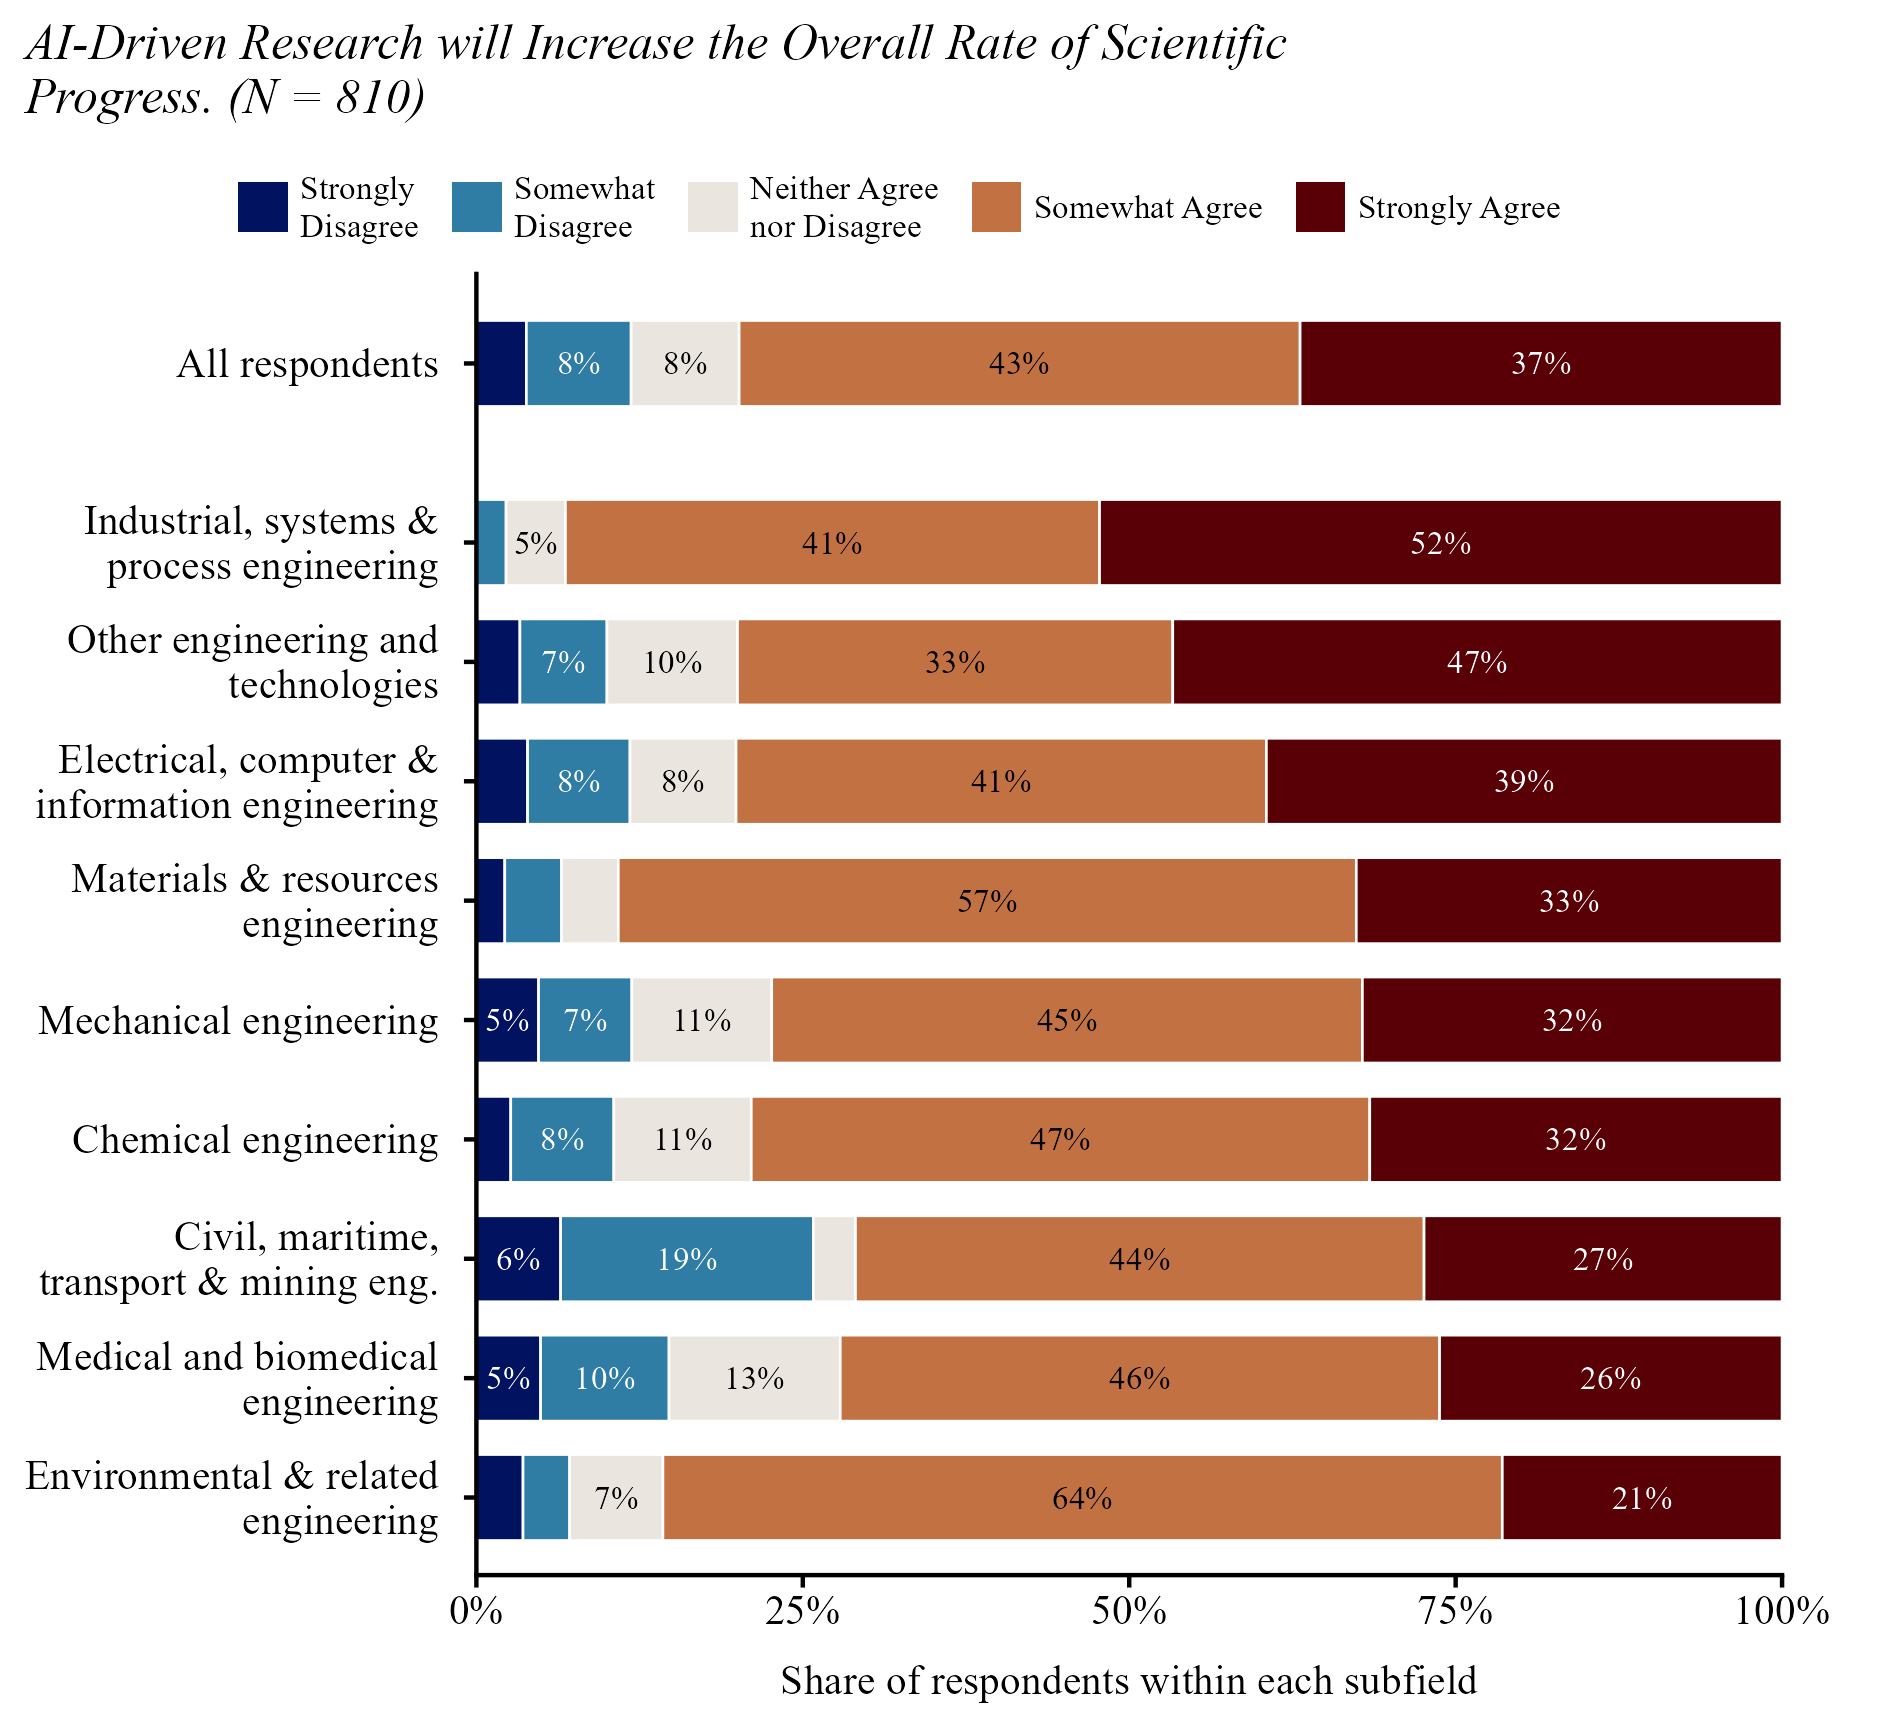 AI-Driven Research will Increase the Overall Rate of Scientific
Progress. (N = 810)
Strongly
Disagree
Somewhat
Disagree
Neither Agree
nor Disagree
Somewhat Agree
Strongly Agree
All respondents
8%
8%
43%
37%
Industrial, systems &
process engineering
5%
41%
52%
Other engineering and
technologies
7%
10%
33%
47%
Electrical, computer &
information engineering
8%
8%
41%
39%
Materials & resources
engineering
57%
33%
Mechanical engineering
5%
7%
11%
45%
32%
Chemical engineering
8%
11%
47%
32%
Civil, maritime,
transport & mining eng.
6%
19%
44%
27%
Medical and biomedical
engineering
5%
10%
13%
46%
26%
Environmental & related
engineering
7%
64%
21%
0%
25%
50%
75%
100%
Share of respondents within each subfield